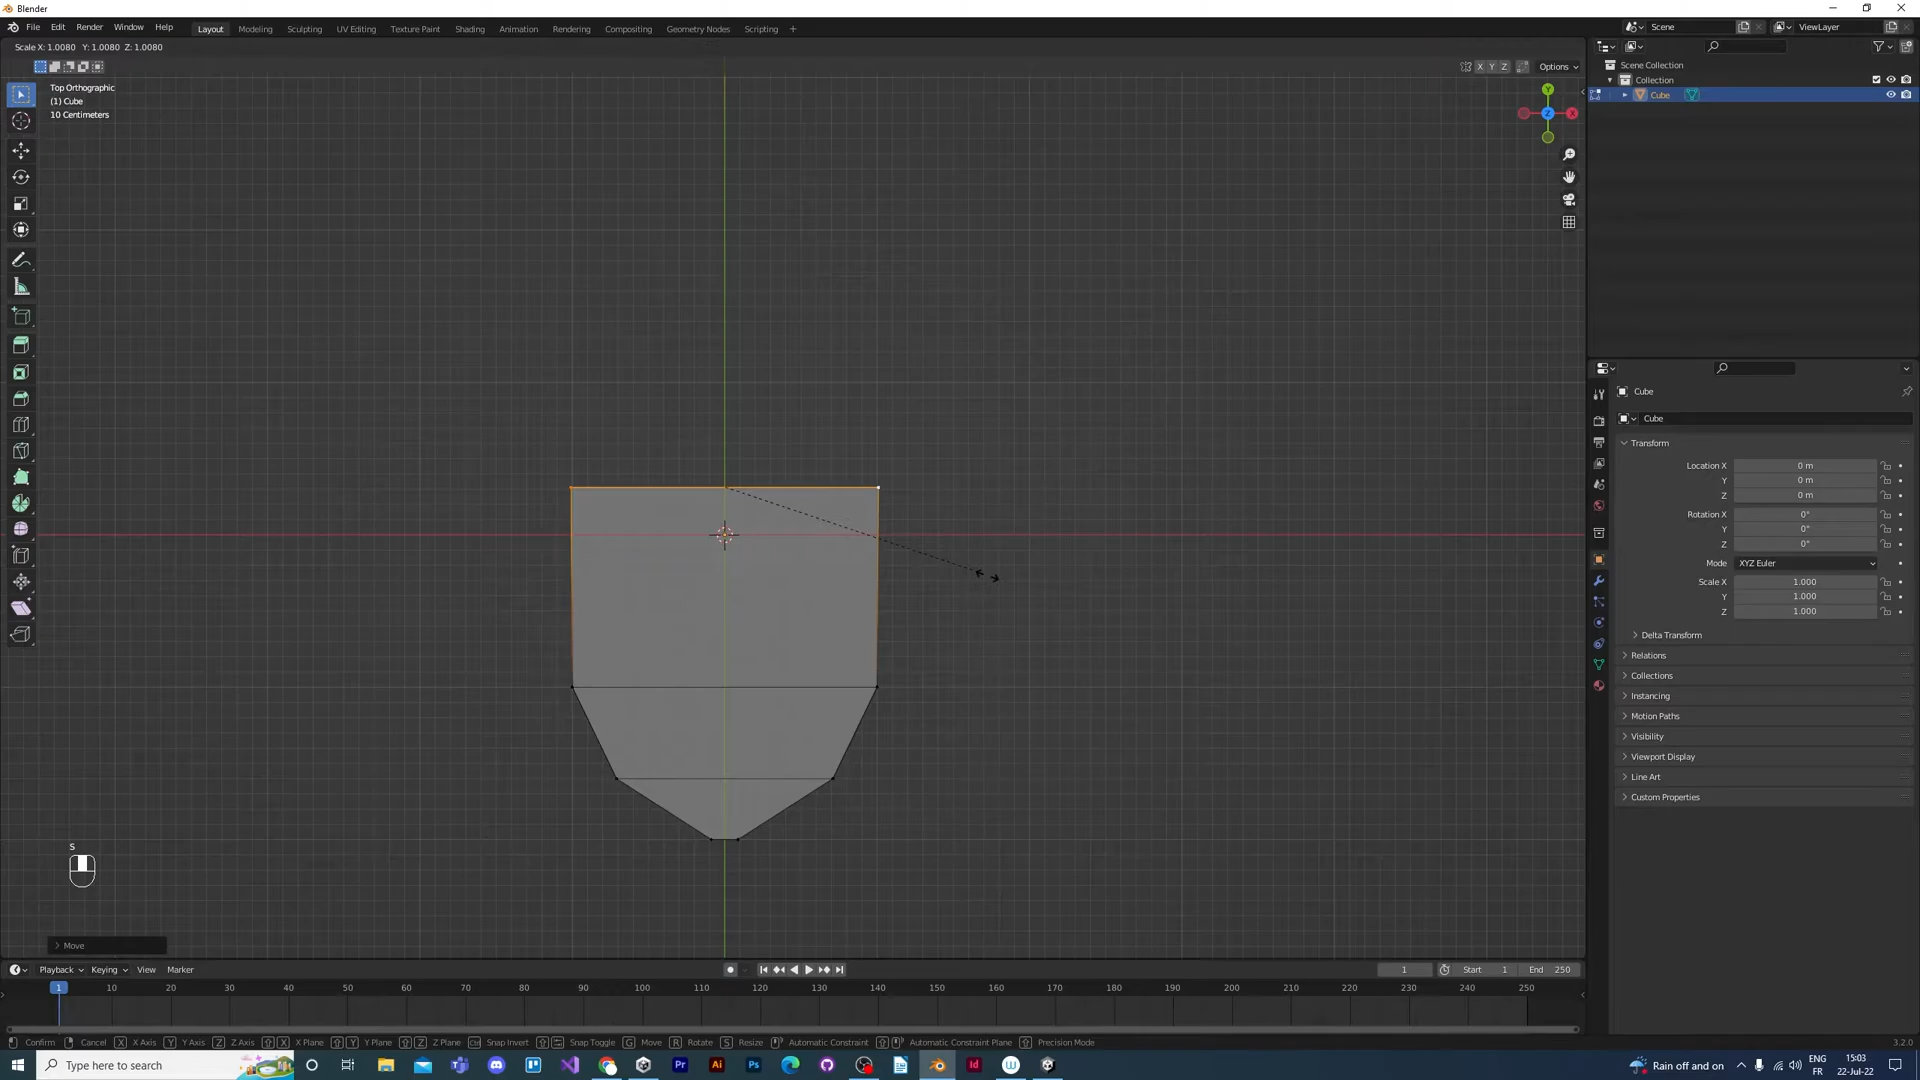 Blender
File Edit Render Window Help
Layout Modeling Sculpting UV Editing Texture Paint Shading Animation Rendering Compositing Geometry Nodes Scripting +
Scene
ViewLayer
Scale X: 1.0080 Y: 1.0080 Z: 1.0080
X Y Z
Options
Top Orthographic
(1) Cube
10 Centimeters
Y
Z
X
Scene Collection
Collection
Cube
Cube
Cube
Transform
Location X 0 m
Y 0 m
Z 0 m
Rotation X 0°
Y 0°
Z 0°
Mode XYZ Euler
Scale X 1.000
Y 1.000
Z 1.000
Delta Transform
Relations
Collections
Instancing
Motion Paths
Visibility
Viewport Display
Line Art
Custom Properties
S
Move
Playback Keying View Marker
1 Start 1 End 250
1 10 20 30 40 50 60 70 80 90 100 110 120 130 140 150 160 170 180 190 200 210 220 230 240 250
Confirm Cancel X X Axis Y Y Axis Z Z Axis X X Plane Y Y Plane Z Z Plane Ctrl Snap Invert Snap Toggle G Move R Rotate S Resize Automatic Constraint Automatic Constraint Plane Precision Mode
3.2.0
Type here to search
Pr Ai Ps Id
Rain off and on
ENG
FR
15:03
22-Jul-22